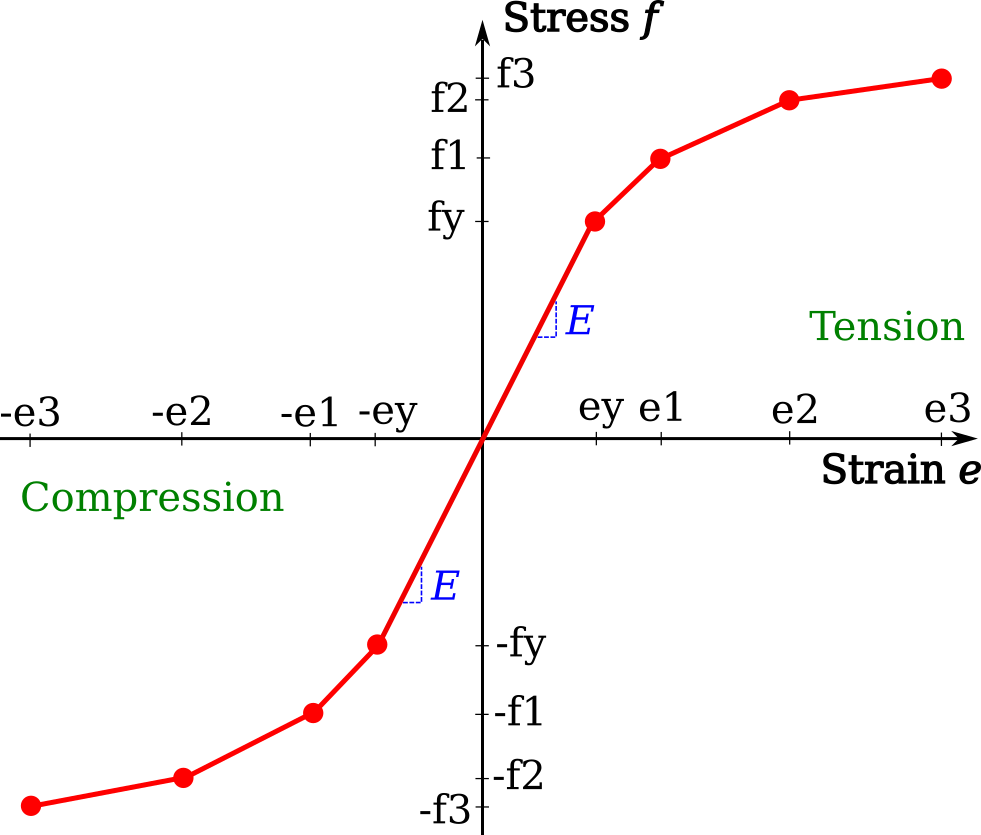 Stress f
f3
f2
f1
fy
E
Tension
-e3
-e2
-e1
-ey
ey
e1
e2
e3
Strain e
Compression
E
-fy
-f1
-f2
-f3